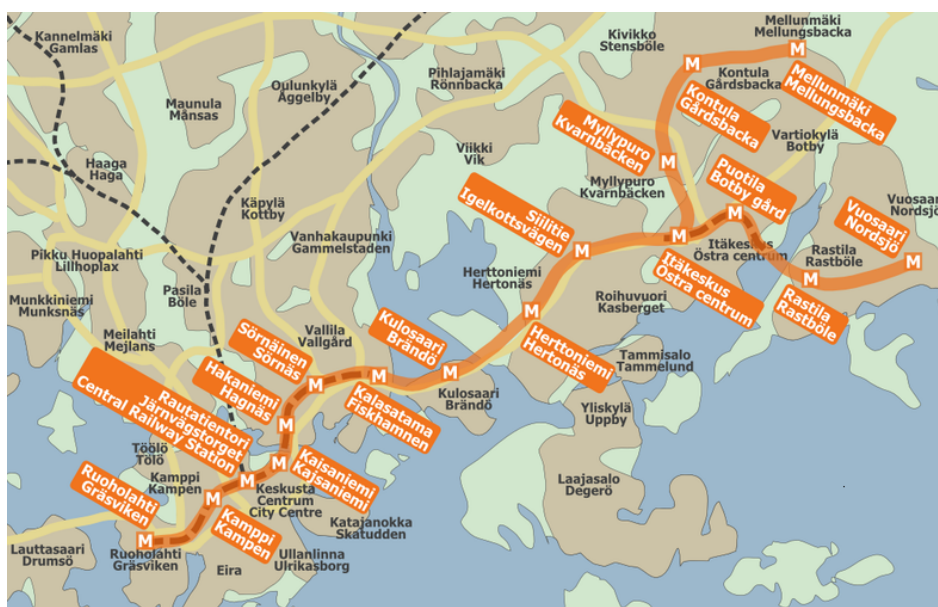 Kannelmäki
Gamlas
Oulunkylä
Åggelby
Pihlajamäki
Rönnbacka
Kivikko
Stensböle
Mellunmäki
Mellungsbacka
M
M
Kontula
Gårdsbacka
Mellunmäki
Mellungsbacka
Kontula
Gårdsbacka
Maunula
Månsas
Viikki
Vik
Myllypuro
Kvarnbäcken
M
Vartiokylä
Botby
Haaga
Haga
Myllypuro
Kvarnbäcken
Puotila
Botby gård
Käpylä
Kottby
Siilitie
Igelkottsvägen
M
Vuosaari
Nordsjö
Vuosaari
Nordsjö
Vanhakaupunki
Gammelstaden
M
M
Itäkeskus
Östra centrum
Pikku Huopalahti
Lillhoplax
Rastila
Rastböle
M
M
Itäkeskus
Östra centrum
Rastila
Rastböle
Herttoniemi
Hertonäs
Roihuvuori
Kasberget
Pasila
Böle
Munkkiniemi
Munksnäs
M
Meilahti
Mejlans
Vallila
Vallgård
Sörnäinen
Sörnäs
Kulosaari
Brändö
Herttoniemi
Hertonäs
Tammisalo
Tammelund
M
M
M
Hakaniemi
Hagnäs
Kalasatama
Fiskhamnen
Kulosaari
Brändö
Yliskylä
Uppby
Rautatientori
Järnvägstorget
Central Railway Station
M
Töölö
Tölö
M
Kaisaniemi
Kajsaniemi
Kamppi
Kampen
M
Keskusta
Centrum
City Centre
Laajasalo
Degerö
Ruoholahti
Gräsviken
M
Kamppi
Kampen
Katajanokka
Skatudden
M
Lauttasaari
Drumsö
Ruoholahti
Gräsviken
Eira
Ullanlinna
Ulrikasborg